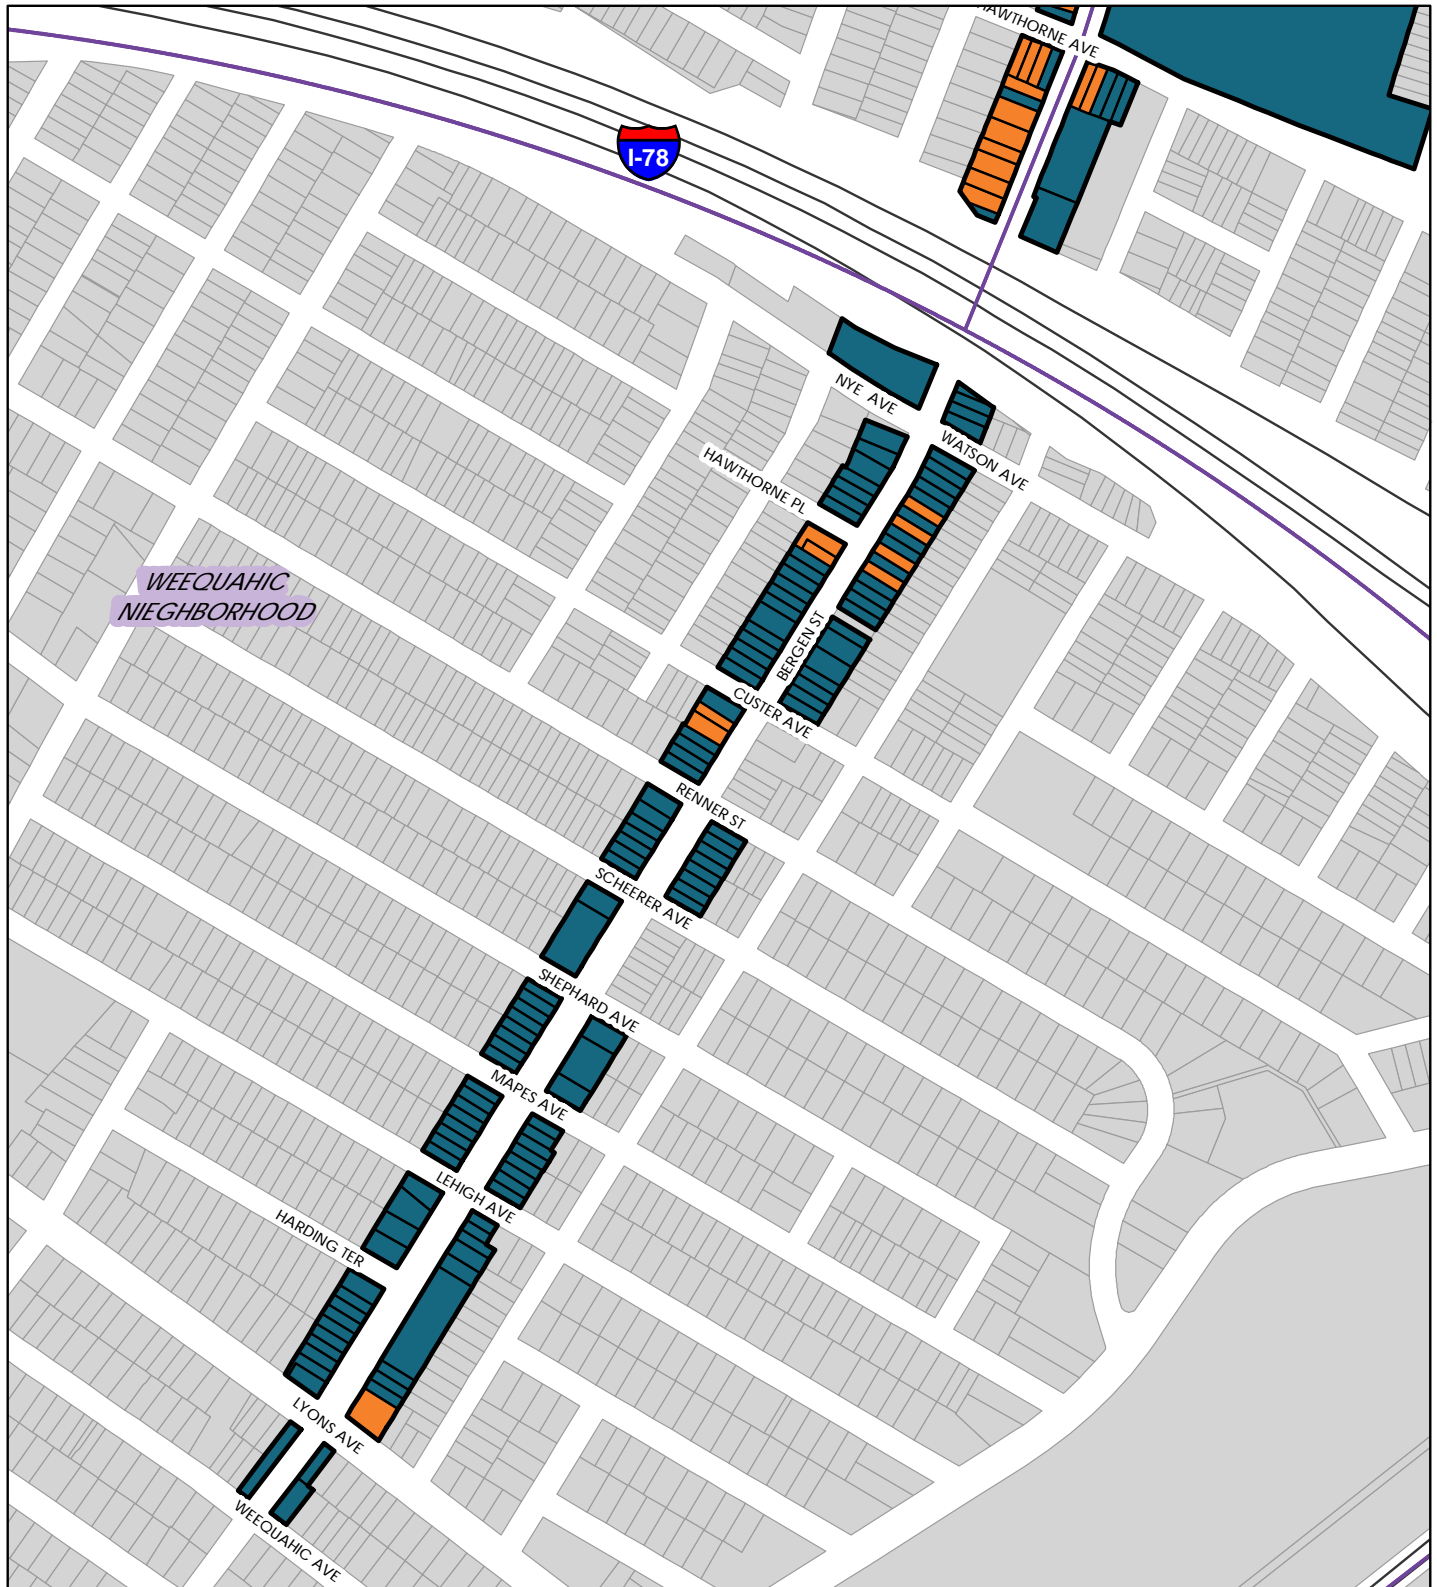 HAWTHORNE AVE
I-78
NYE AVE
WATSON AVE
HAWTHORNE PL
WEEQUAHIC
NIEGHBORHOOD
BERGEN ST
CUSTER AVE
RENNER ST
SCHEERER AVE
SHEPHARD AVE
MAPES AVE
LEHIGH AVE
HARDING TER
LYONS AVE
WEEQUAHIC AVE